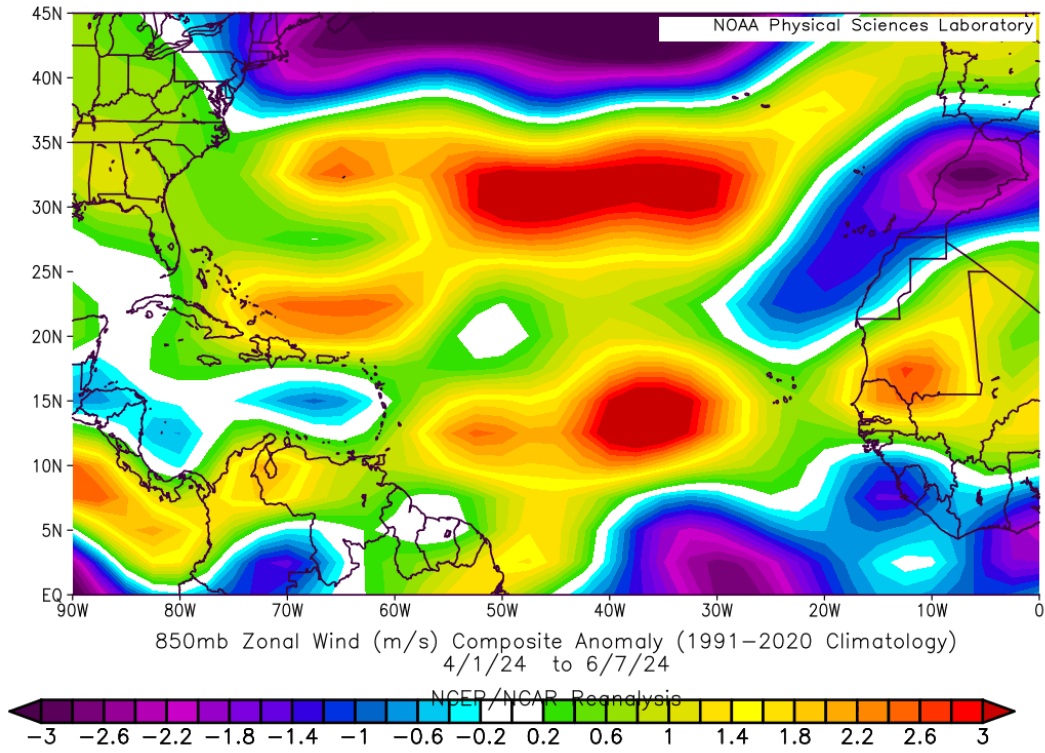 45N
NOAA Physical Sciences Laboratory
40N
35N
30N
25N
20N
15N
10N
5N
EQ
90W 80W 70W 60W 50W 40W 30W 20W 10W 0
850mb Zonal Wind (m/s) Composite Anomaly (1991-2020 Climatology)
4/1/24 to 6/7/24
NCEP/NCAR Reanalysis
-3 -2.6 -2.2 -1.8 -1.4 -1 -0.6 -0.2 0.2 0.6 1 1.4 1.8 2.2 2.6 3